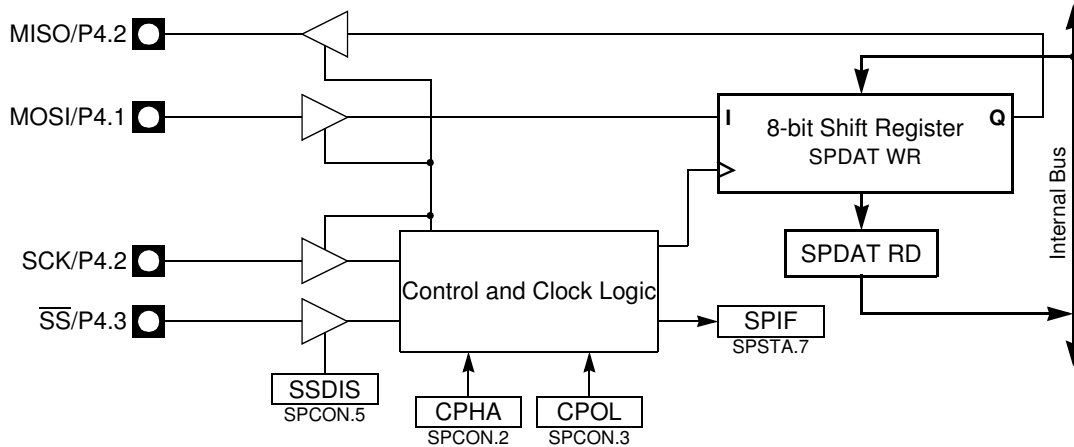 MISO/P4.2
MOSI/P4.1
I
8-bit Shift Register
Q
SPDAT WR
Internal Bus
SCK/P4.2
SPDAT RD
Control and Clock Logic
SS/P4.3
SPIF
SPSTA.7
SSDIS
SPCON.5
CPHA
SPCON.2
CPOL
SPCON.3